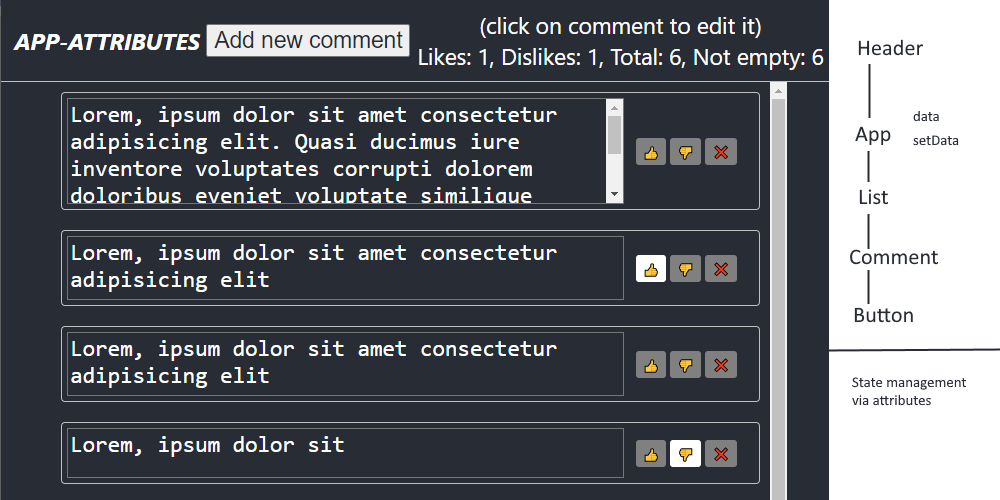 APP-ATTRIBUTES
Add new comment
(click on comment to edit it)
Likes: 1, Dislikes: 1, Total: 6, Not empty: 6
Lorem, ipsum dolor sit amet consectetur
adipisicing elit. Quasi ducimus iure
inventore voluptates corrupti dolorem
doloribus eveniet voluptate similique
Lorem, ipsum dolor sit amet consectetur
adipisicing elit
Lorem, ipsum dolor sit amet consectetur
adipisicing elit
Lorem, ipsum dolor sit
Header
data
App
setData
List
Comment
Button
State management
via attributes